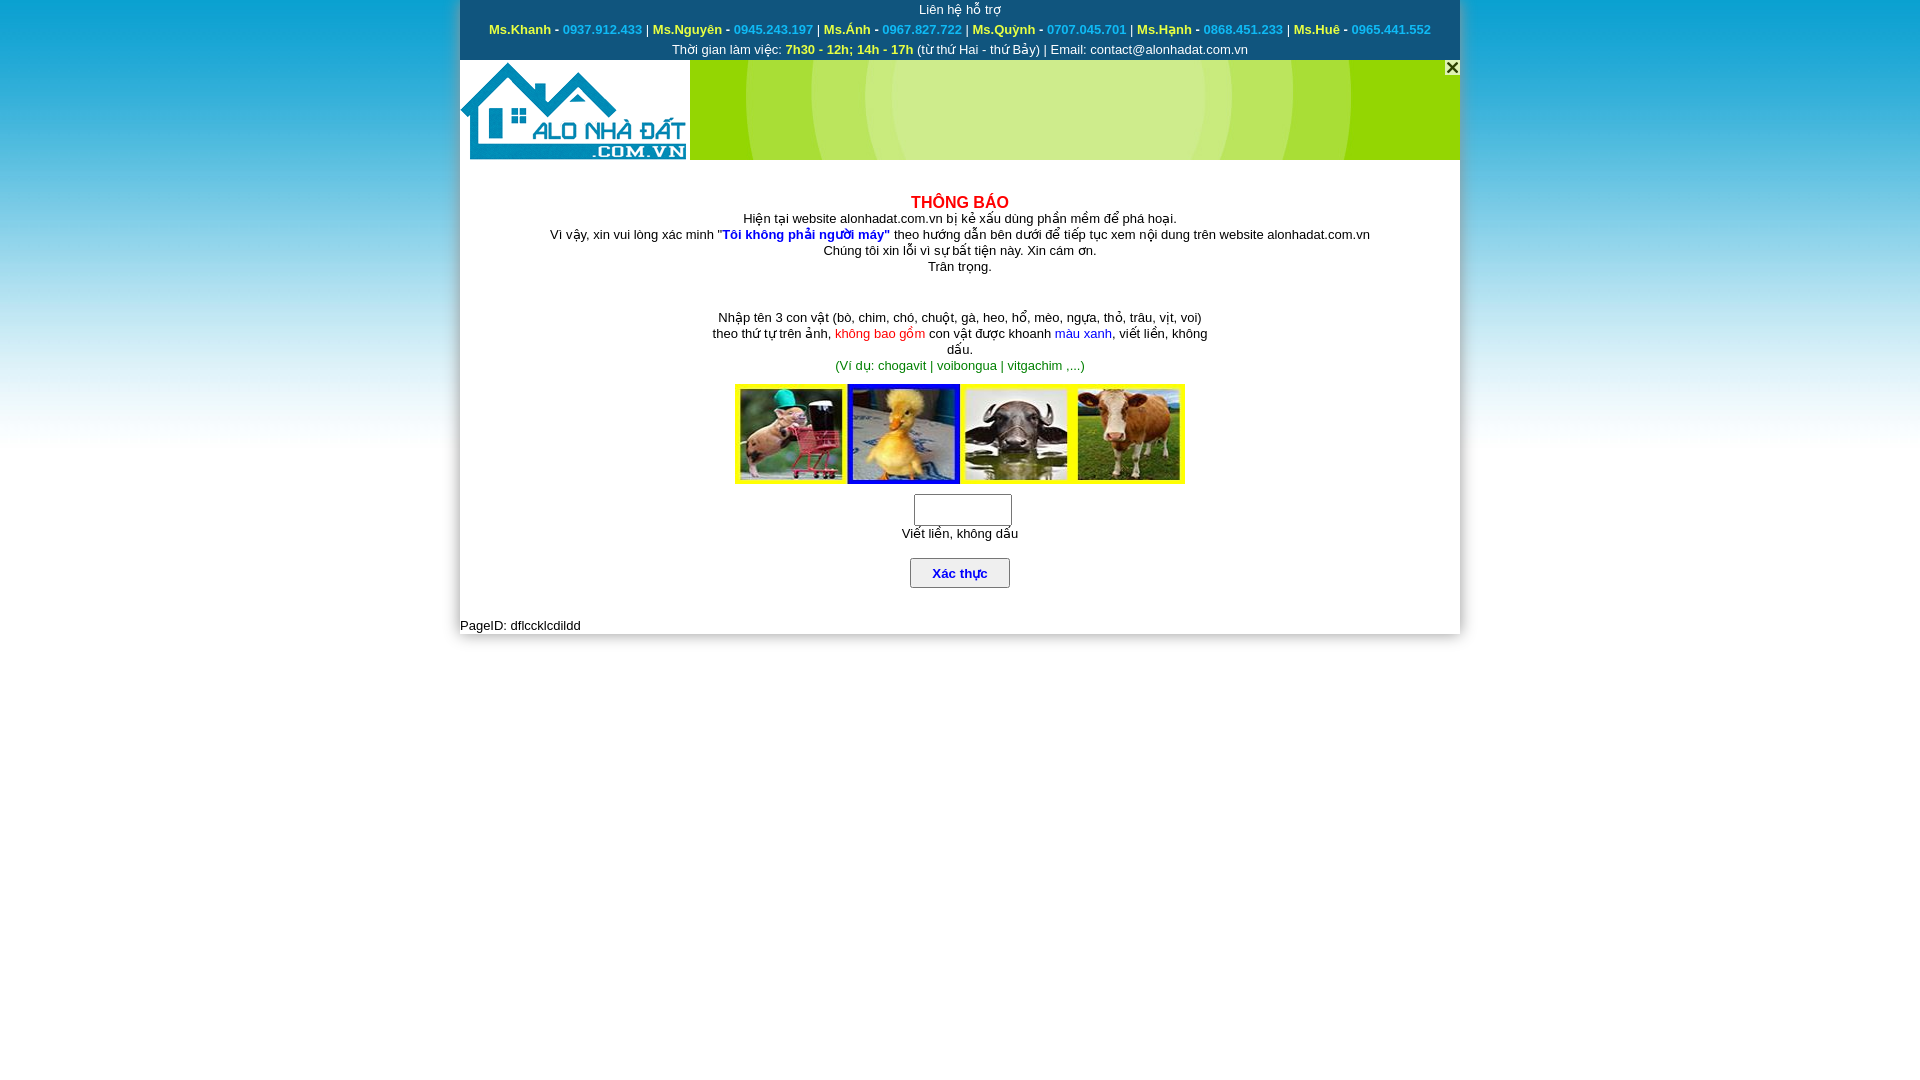 Liên hệ hỗ trợ
Ms.Khanh - 0937.912.433 | Ms.Nguyên - 0945.243.197 | Ms.Ánh - 0967.827.722 | Ms.Quỳnh - 0707.045.701 | Ms.Hạnh - 0868.451.233 | Ms.Huê - 0965.441.552
Thời gian làm việc: 7h30 - 12h; 14h - 17h (từ thứ Hai - thứ Bảy) | Email: contact@alonhadat.com.vn
ALO NHÀ ĐẤT
.COM.VN
THÔNG BÁO
Hiện tại website alonhadat.com.vn bị kẻ xấu dùng phần mềm để phá hoại.
Vì vậy, xin vui lòng xác minh "Tôi không phải người máy" theo hướng dẫn bên dưới để tiếp tục xem nội dung trên website alonhadat.com.vn
Chúng tôi xin lỗi vì sự bất tiện này. Xin cám ơn.
Trân trọng.
Nhập tên 3 con vật (bò, chim, chó, chuột, gà, heo, hổ, mèo, ngựa, thỏ, trâu, vịt, voi)
theo thứ tự trên ảnh, không bao gồm con vật được khoanh màu xanh, viết liền, không
dấu.
(Ví dụ: chogavit | voibongua | vitgachim ,...)
Viết liền, không dấu
Xác thực
PageID: dflccklcdildd